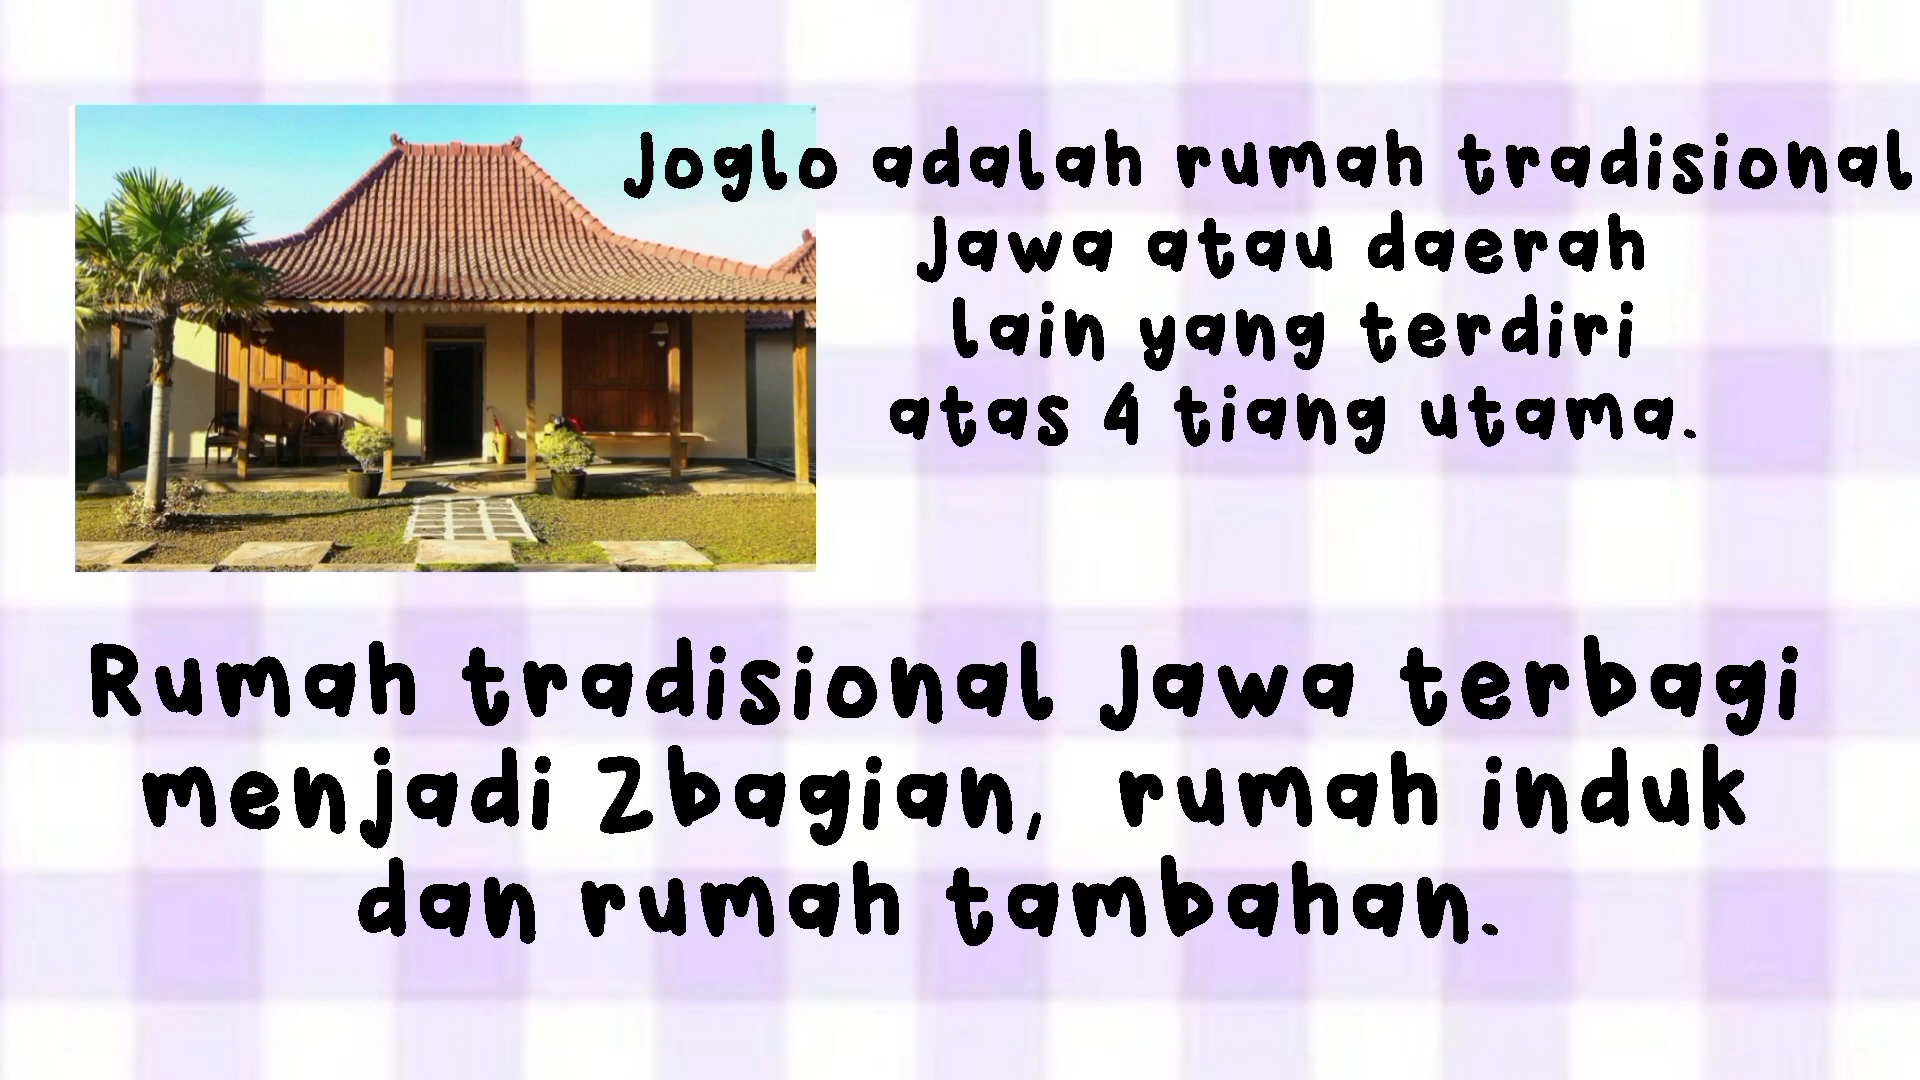 Joglo adalah rumah tradisional
Jawa atau daerah
lain yang terdiri
atas 4 tiang utama.
Rumah tradisional Jawa terbagi
menjadi 2bagian, rumah induk
dan rumah tambahan.